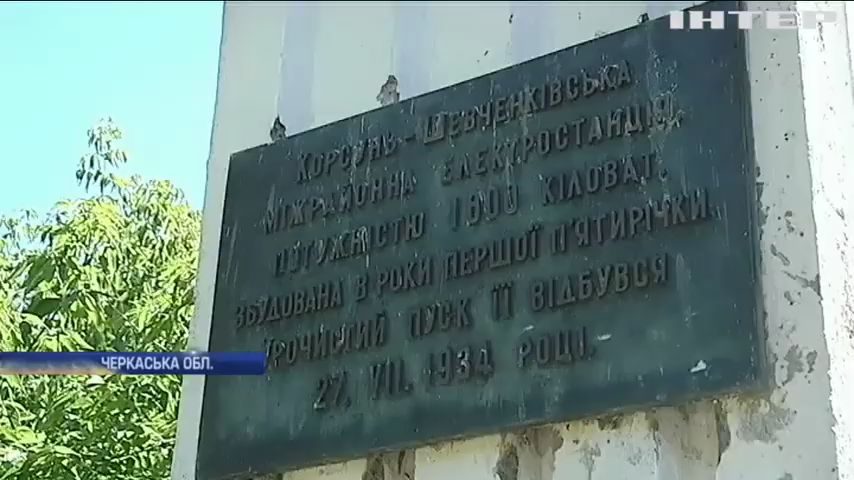 ІНТЕР
КОРСУНЬ-ШЕВЧЕНКІВСЬКА
МІЖРАЙОННА ЕЛЕКТРОСТАНЦІЯ
ПОТУЖНІСТЮ 1600 КІЛОВАТ.
ЗБУДОВАНА В РОКИ ПЕРШОЇ П'ЯТИРІЧКИ
УРОЧИСТИЙ ПУСК ЇЇ ВІДБУВСЯ
27. VII. 1934 РОЦІ.
ЧЕРКАСЬКА ОБЛ.